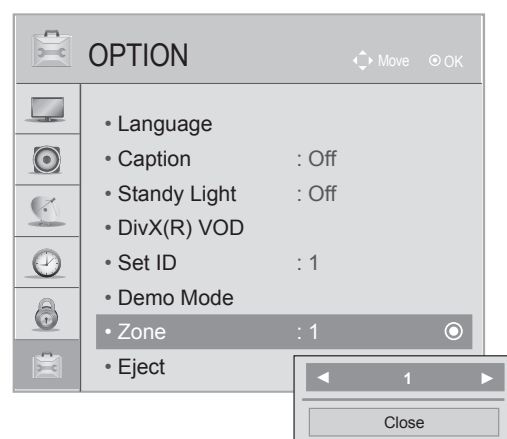 OPTION
Move OK
• Language
• Caption : Off
• Standy Light : Off
• DivX(R) VOD
• Set ID : 1
• Demo Mode
• Zone : 1
• Eject
◄ 1 ►
Close